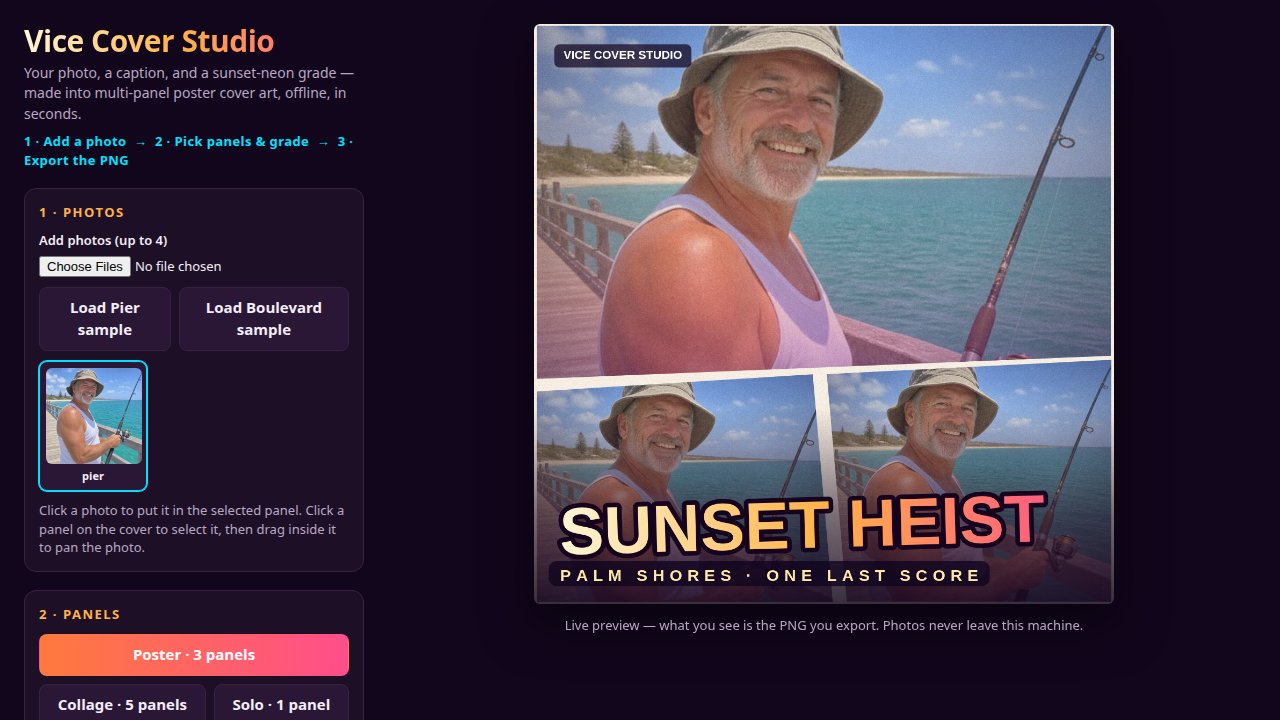 Vice Cover Studio
Your photo, a caption, and a sunset-neon grade —
made into multi-panel poster cover art, offline, in
seconds.
1 · Add a photo → 2 · Pick panels & grade → 3 ·
Export the PNG
1 · PHOTOS
Add photos (up to 4)
Choose Files No file chosen
Load Pier
sample
Load Boulevard
sample
pier
Click a photo to put it in the selected panel. Click a
panel on the cover to select it, then drag inside it
to pan the photo.
2 · PANELS
Poster · 3 panels
Collage · 5 panels
Solo · 1 panel
VICE COVER STUDIO
SUNSET HEIST
PALM SHORES · ONE LAST SCORE
Live preview — what you see is the PNG you export. Photos never leave this machine.